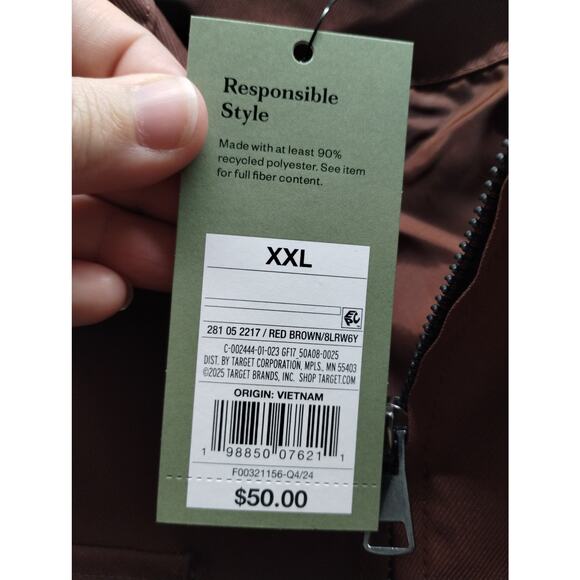 Responsible
Style
Made with at least 90%
recycled polyester. See item
for full fiber content.
XXL
281 05 2217 / RED BROWN/8LRW6Y
C-002444-01-023 GF17_50A08-0025
DIST. BY TARGET CORPORATION, MPLS., MN 55403
©2025 TARGET BRANDS, INC. SHOP TARGET.COM
ORIGIN: VIETNAM
1 98850 07621 1
F00321156-Q4/24
$50.00